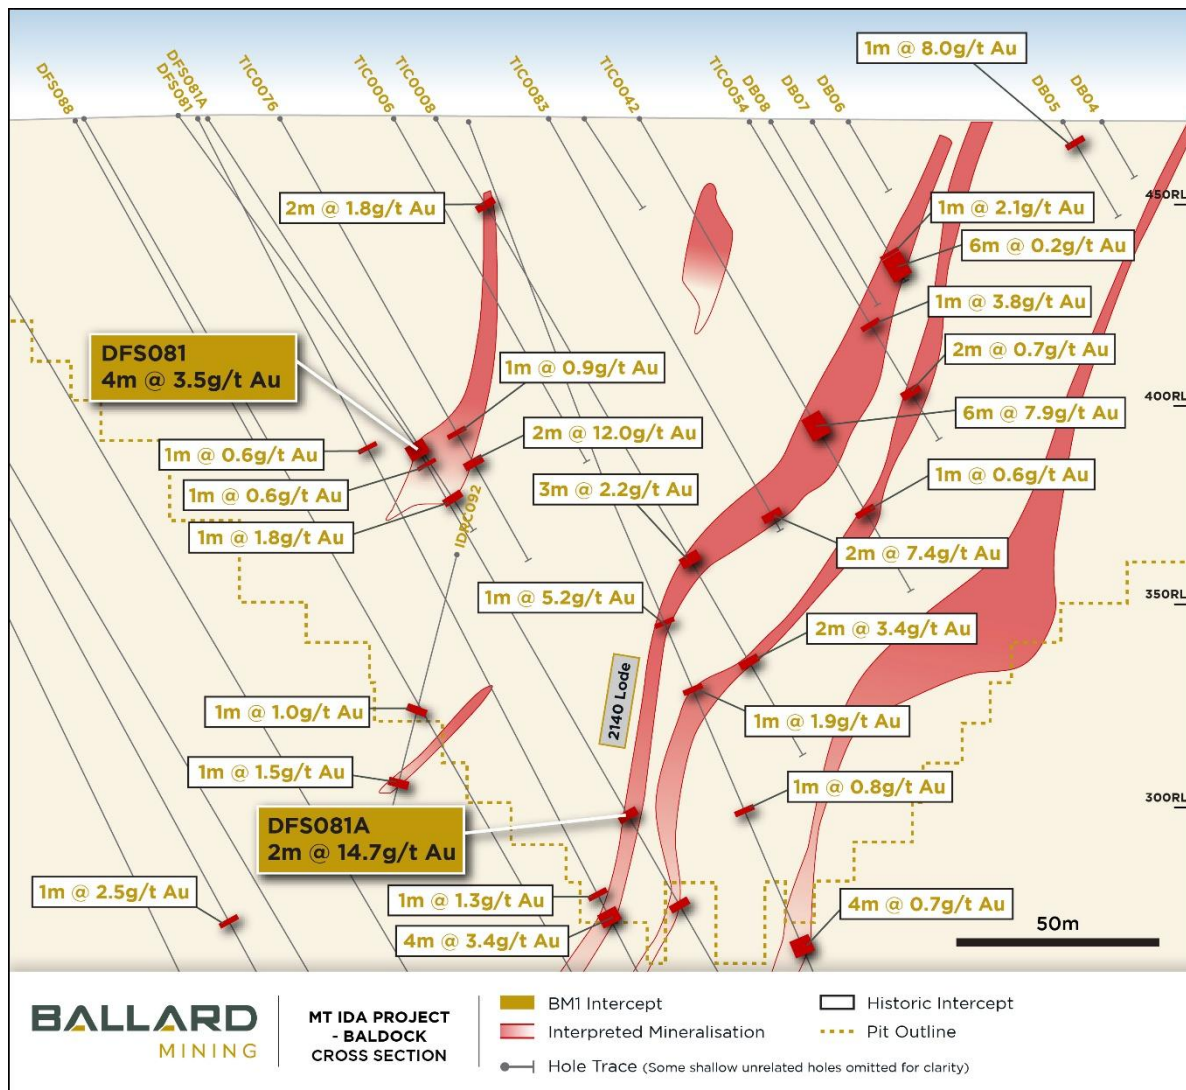 1m @ 8.0g/t Au
DFS088
DFS081
DFS081A
TIC0076
TIC0006
TIC0008
TIC0083
TIC0042
TIC0054
DB08
DB07
DB06
DB05
DB04
450RL
2m @ 1.8g/t Au
1m @ 2.1g/t Au
6m @ 0.2g/t Au
1m @ 3.8g/t Au
DFS081
4m @ 3.5g/t Au
1m @ 0.9g/t Au
2m @ 0.7g/t Au
400RL
2m @ 12.0g/t Au
6m @ 7.9g/t Au
1m @ 0.6g/t Au
1m @ 0.6g/t Au
3m @ 2.2g/t Au
1m @ 0.6g/t Au
1m @ 1.8g/t Au
IDRC092
2m @ 7.4g/t Au
1m @ 5.2g/t Au
350RL
2m @ 3.4g/t Au
2140 Lode
1m @ 1.0g/t Au
1m @ 1.9g/t Au
1m @ 1.5g/t Au
1m @ 0.8g/t Au
300RL
DFS081A
2m @ 14.7g/t Au
1m @ 2.5g/t Au
1m @ 1.3g/t Au
4m @ 0.7g/t Au
4m @ 3.4g/t Au
50m
BALLARD
MINING
MT IDA PROJECT
- BALDOCK
CROSS SECTION
BM1 Intercept
Historic Intercept
Interpreted Mineralisation
Pit Outline
Hole Trace (Some shallow unrelated holes omitted for clarity)